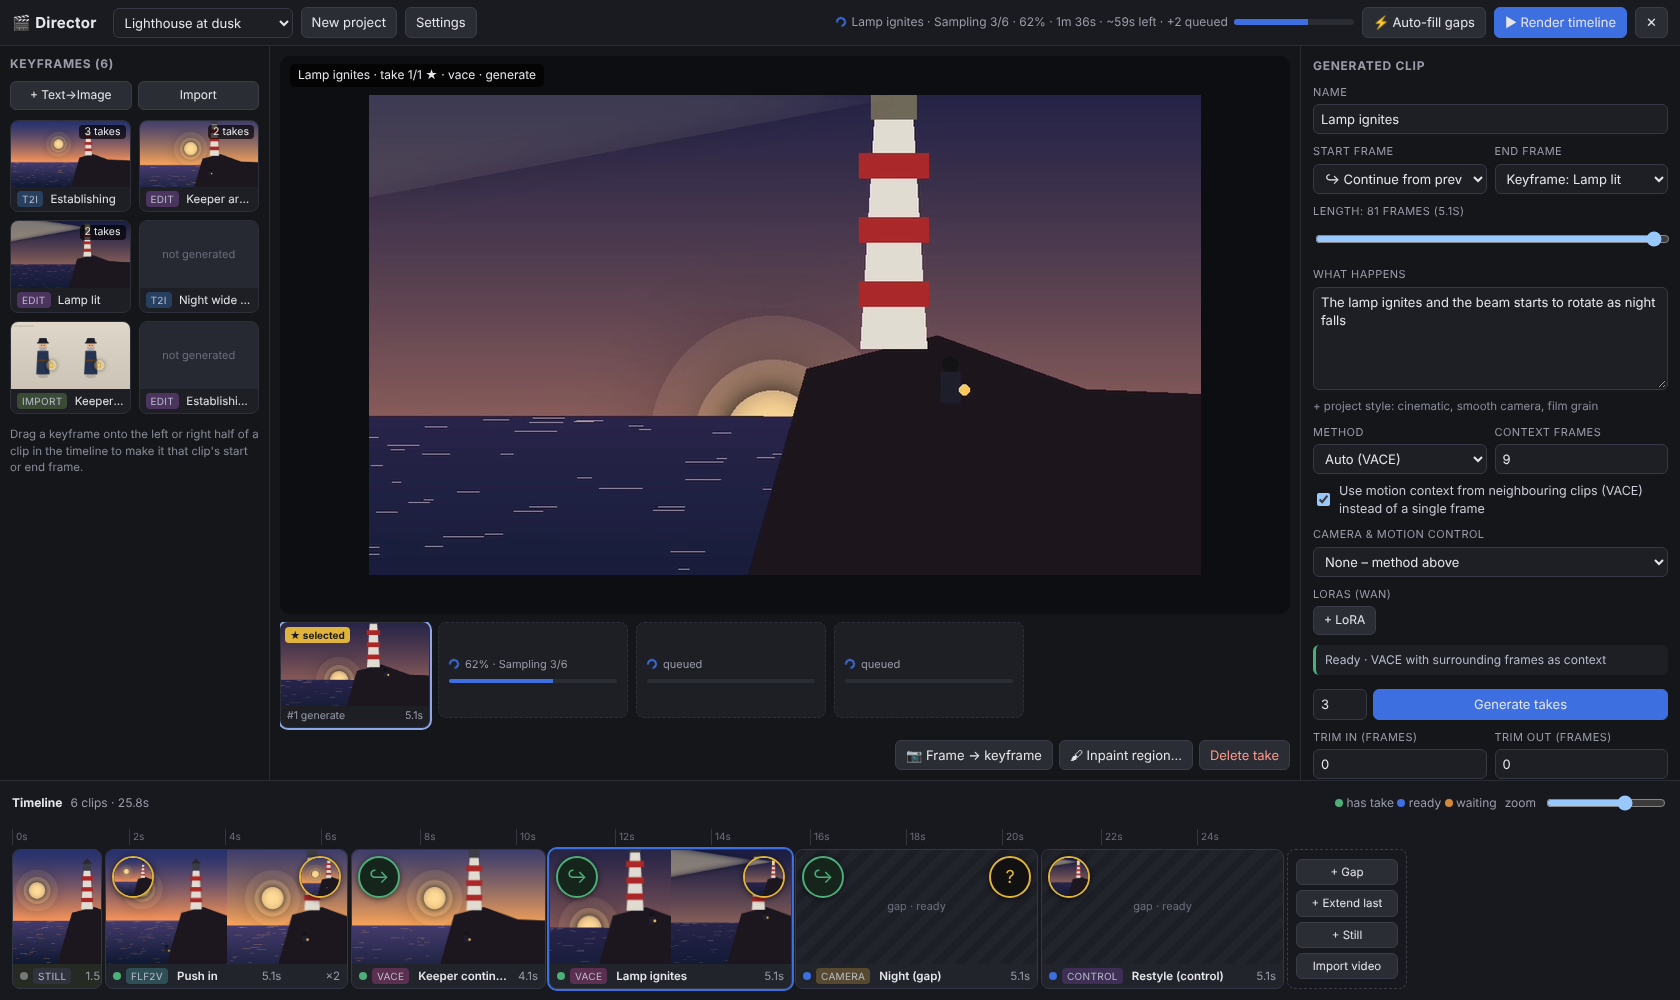 🎬 Director
Lighthouse at dusk
New project
Settings
Lamp ignites · Sampling 3/6 · 62% · 1m 36s · ~59s left · +2 queued
⚡ Auto-fill gaps
▶ Render timeline
✕
KEYFRAMES (6)
+ Text→Image
Import
3 takes
T2I Establishing
2 takes
EDIT Keeper ar...
2 takes
EDIT Lamp lit
not generated
T2I Night wide ...
IMPORT Keeper...
not generated
EDIT Establishi...
Drag a keyframe onto the left or right half of a
clip in the timeline to make it that clip's start
or end frame.
Lamp ignites · take 1/1 ★ · vace · generate
★ selected
#1 generate 5.1s
62% · Sampling 3/6
queued
queued
📷 Frame → keyframe
🖌 Inpaint region...
Delete take
GENERATED CLIP
NAME
Lamp ignites
START FRAME
END FRAME
↪ Continue from prev
Keyframe: Lamp lit
LENGTH: 81 FRAMES (5.1S)
WHAT HAPPENS
The lamp ignites and the beam starts to rotate as night
falls
+ project style: cinematic, smooth camera, film grain
METHOD
CONTEXT FRAMES
Auto (VACE)
9
Use motion context from neighbouring clips (VACE)
instead of a single frame
CAMERA & MOTION CONTROL
None – method above
LORAS (WAN)
+ LoRA
Ready · VACE with surrounding frames as context
3
Generate takes
TRIM IN (FRAMES)
TRIM OUT (FRAMES)
0
0
Timeline 6 clips · 25.8s
has take ready waiting zoom
0s 2s 4s 6s 8s 10s 12s 14s 16s 18s 20s 22s 24s
STILL 1.5
FLF2V Push in 5.1s ×2
↪
VACE Keeper contin... 4.1s
↪
VACE Lamp ignites 5.1s
↪
?
gap · ready
CAMERA Night (gap) 5.1s
gap · ready
CONTROL Restyle (control) 5.1s
+ Gap
+ Extend last
+ Still
Import video